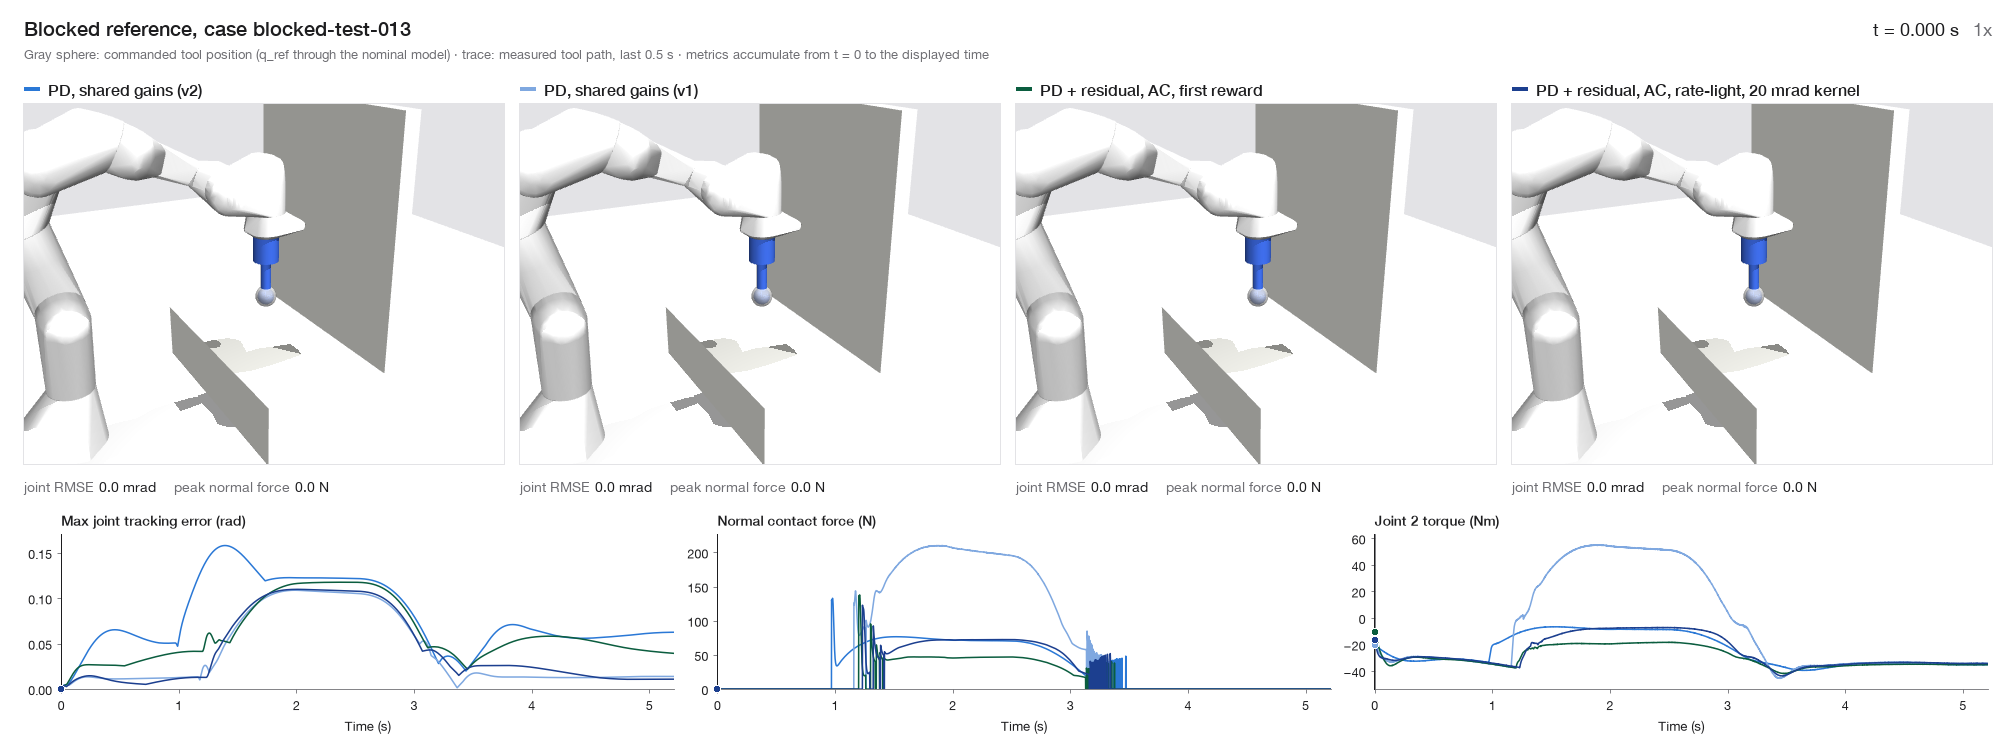 Blocked reference, case blocked-test-013
t = 0.000 s 1x
Gray sphere: commanded tool position (q_ref through the nominal model) · trace: measured tool path, last 0.5 s · metrics accumulate from t = 0 to the displayed time
PD, shared gains (v2)
PD, shared gains (v1)
PD + residual, AC, first reward
PD + residual, AC, rate-light, 20 mrad kernel
joint RMSE 0.0 mrad peak normal force 0.0 N
joint RMSE 0.0 mrad peak normal force 0.0 N
joint RMSE 0.0 mrad peak normal force 0.0 N
joint RMSE 0.0 mrad peak normal force 0.0 N
Max joint tracking error (rad)
0.15
0.10
0.05
0.00
0 1 2 3 4 5
Time (s)
Normal contact force (N)
200
150
100
50
0
0 1 2 3 4 5
Time (s)
Joint 2 torque (Nm)
60
40
20
0
−20
−40
0 1 2 3 4 5
Time (s)